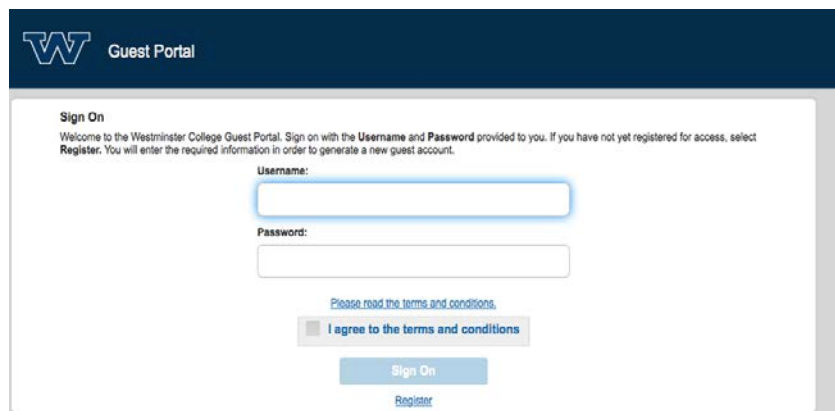 W Guest Portal
Sign On
Welcome to the Westminster College Guest Portal. Sign on with the Username and Password provided to you. If you have not yet registered for access, select
Register. You will enter the required information in order to generate a new guest account.
Username:
Password:
Please read the terms and conditions.
I agree to the terms and conditions
Sign On
Register